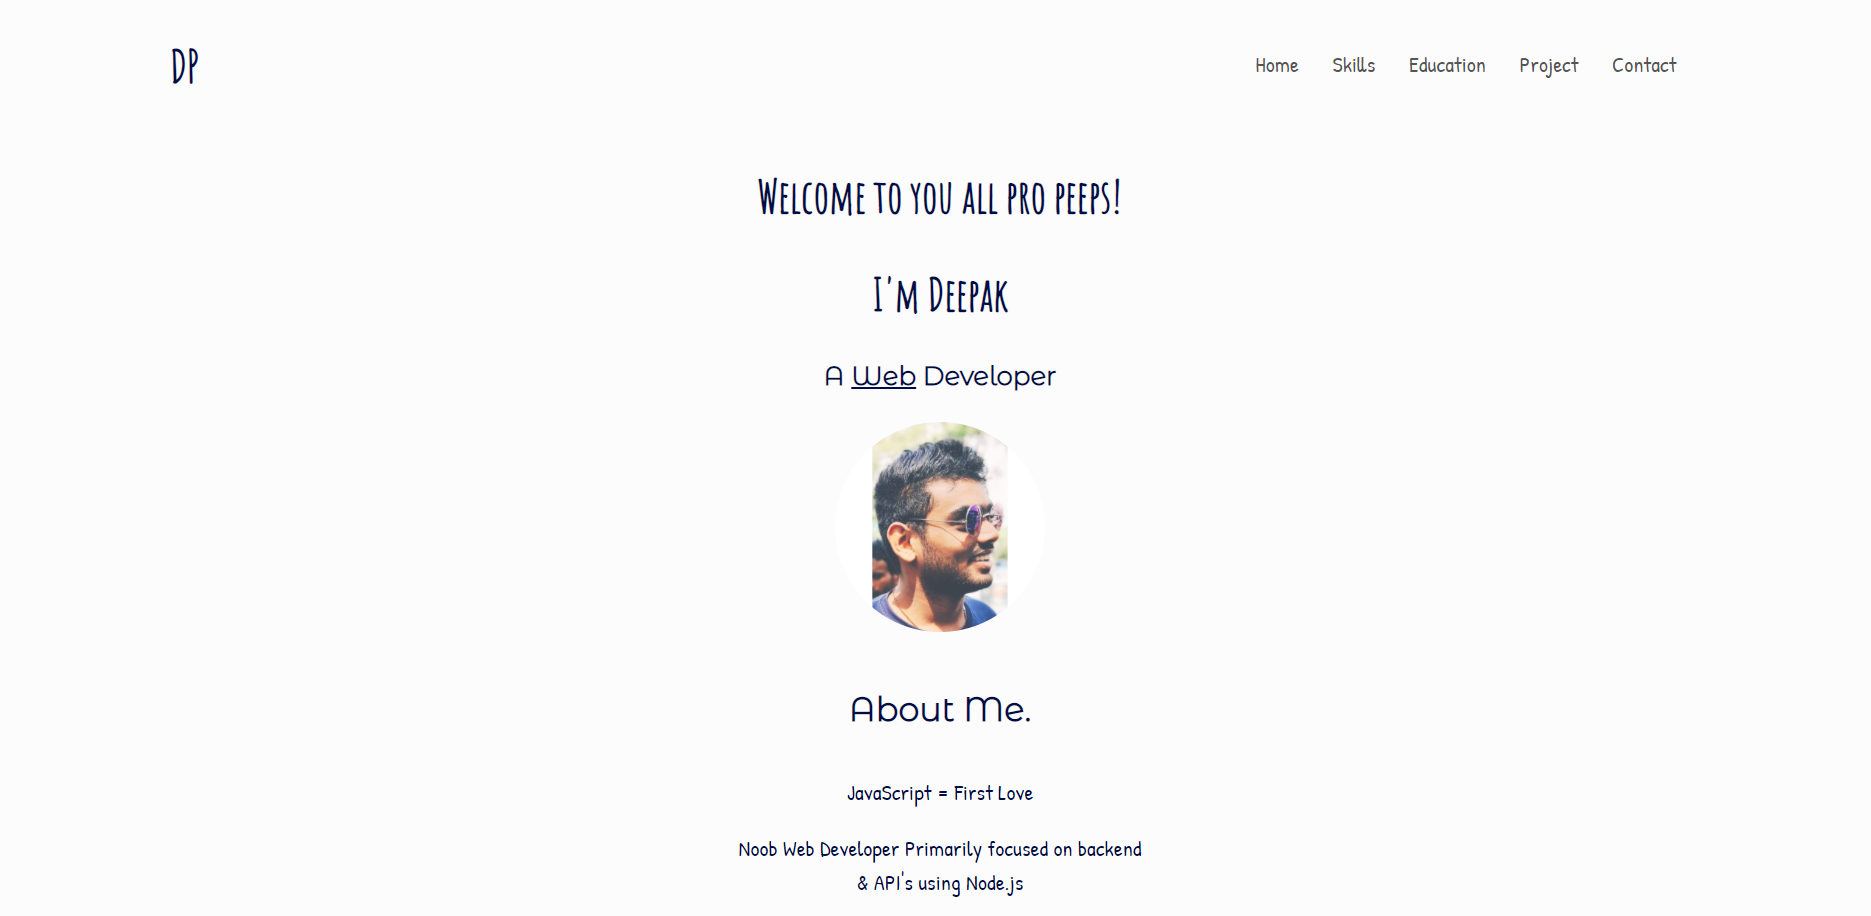 DP
Home Skills Education Project Contact
Welcome to you all pro peeps!
I'm Deepak
A Web Developer
About Me.
JavaScript = First Love
Noob Web Developer Primarily focused on backend
& API's using Node.js